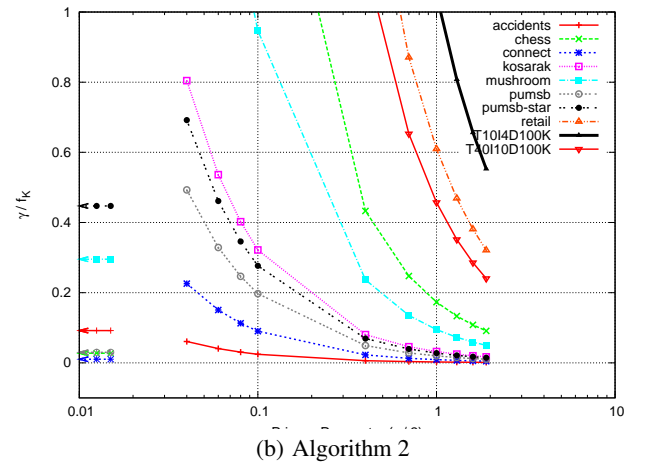 1
0.8
0.6
0.4
0.2
0
γ / f_K
accidents
chess
connect
kosarak
mushroom
pumsb
pumsb-star
retail
T10I4D100K
T40I10D100K
0.01
0.1
1
10
(b) Algorithm 2